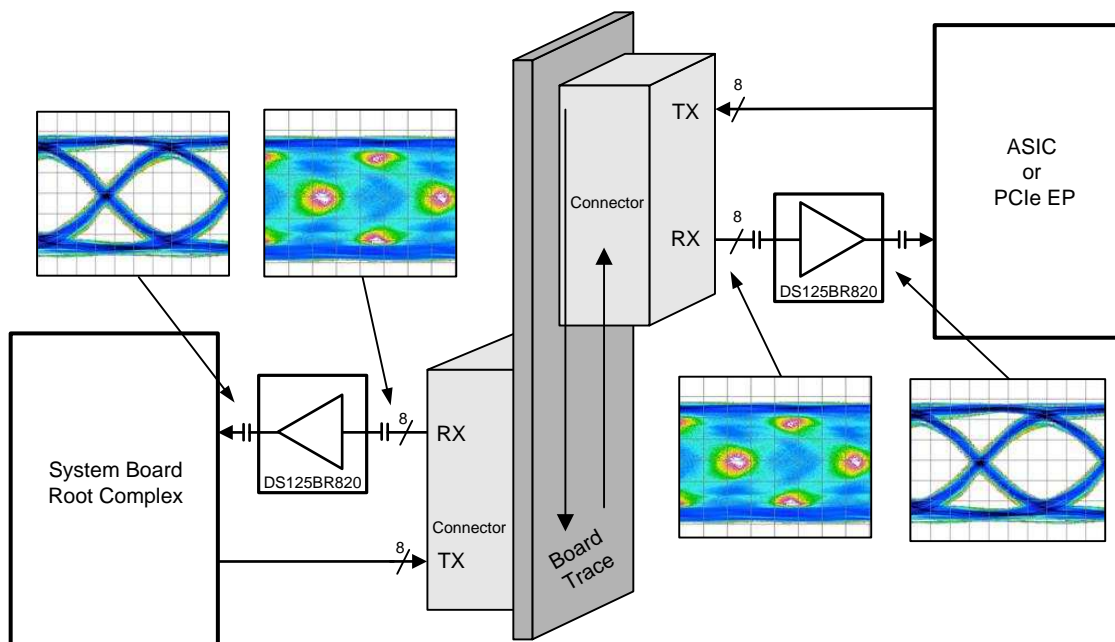 8
TX
ASIC
or
PCIe EP
Connector
8
RX
DS125BR820
8
RX
DS125BR820
System Board
Root Complex
Connector
8
TX
Board
Trace